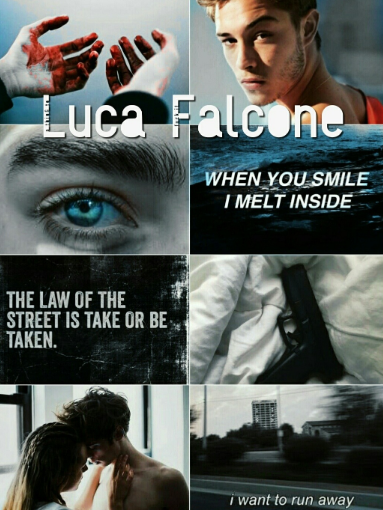 Luca Falcone
WHEN YOU SMILE
I MELT INSIDE
THE LAW OF THE
STREET IS TAKE OR BE
TAKEN.
i want to run away